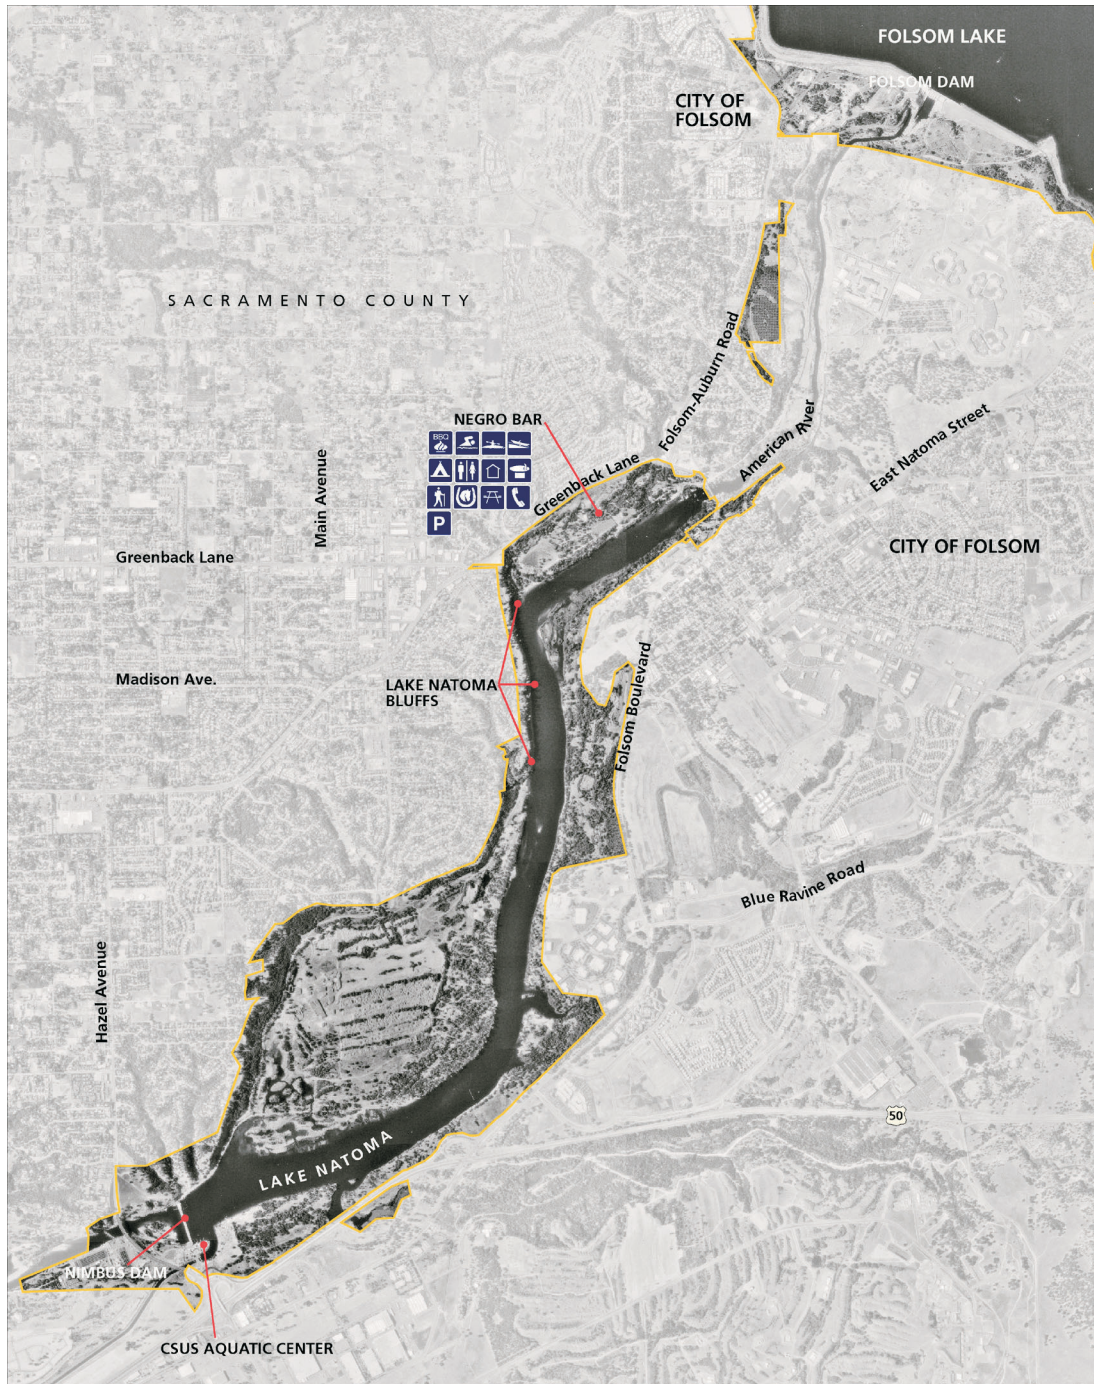 FOLSOM LAKE
FOLSOM DAM
CITY OF
FOLSOM
SACRAMENTO COUNTY
Folsom-Auburn Road
American River
East Natoma Street
NEGRO BAR
BBQ
P
Greenback Lane
Main Avenue
Greenback Lane
CITY OF FOLSOM
Madison Ave.
LAKE NATOMA
BLUFFS
Folsom Boulevard
Blue Ravine Road
Hazel Avenue
50
LAKE NATOMA
NIMBUS DAM
CSUS AQUATIC CENTER